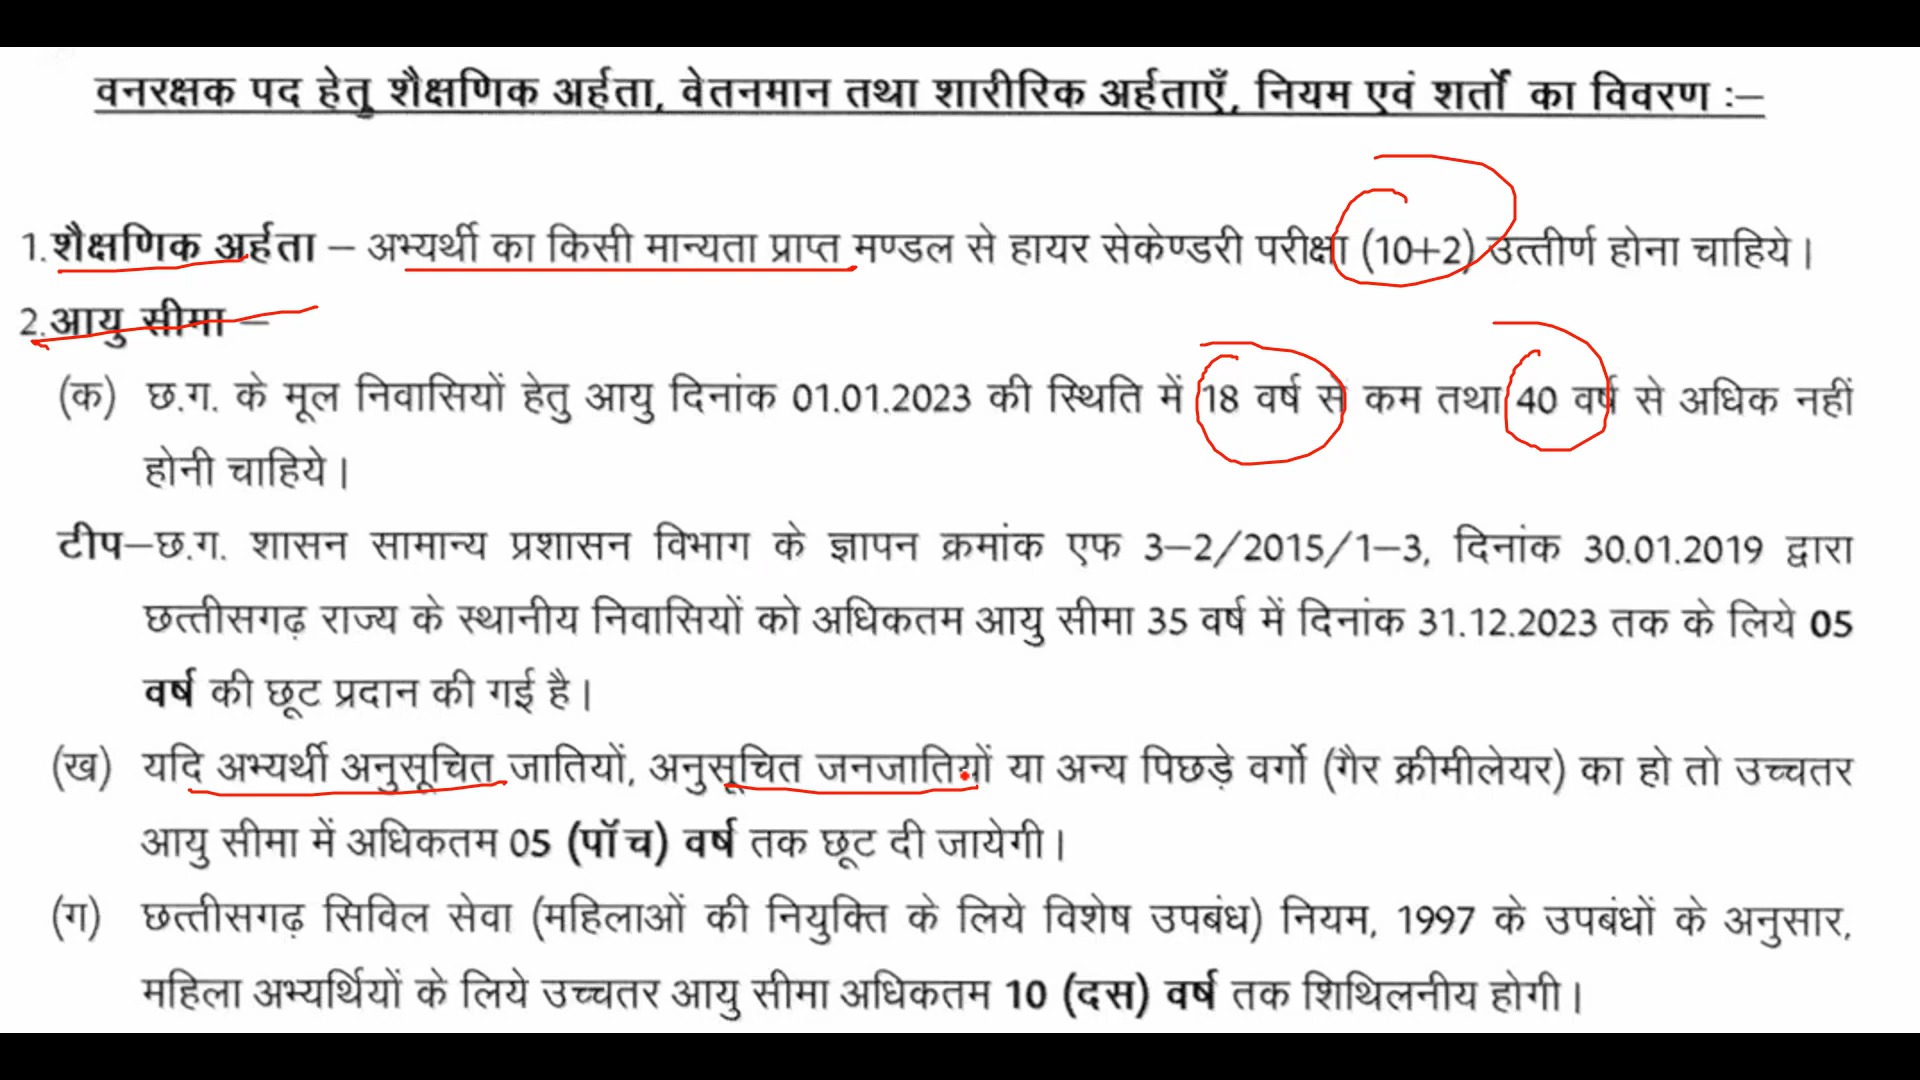 वनरक्षक पद हेतु शैक्षणिक अर्हता, वेतनमान तथा शारीरिक अर्हताएँ, नियम एवं शर्तों का विवरण :–
1.शैक्षणिक अर्हता – अभ्यर्थी का किसी मान्यता प्राप्त मण्डल से हायर सेकेण्डरी परीक्षा (10+2) उत्तीर्ण होना चाहिये।
2.आयु सीमा –
(क) छ.ग. के मूल निवासियों हेतु आयु दिनांक 01.01.2023 की स्थिति में 18 वर्ष से कम तथा 40 वर्ष से अधिक नहीं
होनी चाहिये।
टीप–छ.ग. शासन सामान्य प्रशासन विभाग के ज्ञापन क्रमांक एफ 3–2/2015/1–3, दिनांक 30.01.2019 द्वारा
छत्तीसगढ़ राज्य के स्थानीय निवासियों को अधिकतम आयु सीमा 35 वर्ष में दिनांक 31.12.2023 तक के लिये 05
वर्ष की छूट प्रदान की गई है।
(ख) यदि अभ्यर्थी अनुसूचित जातियों, अनुसूचित जनजातियों या अन्य पिछड़े वर्गो (गैर क्रीमीलेयर) का हो तो उच्चतर
आयु सीमा में अधिकतम 05 (पॉच) वर्ष तक छूट दी जायेगी।
(ग) छत्तीसगढ़ सिविल सेवा (महिलाओं की नियुक्ति के लिये विशेष उपबंध) नियम, 1997 के उपबंधों के अनुसार,
महिला अभ्यर्थियों के लिये उच्चतर आयु सीमा अधिकतम 10 (दस) वर्ष तक शिथिलनीय होगी।